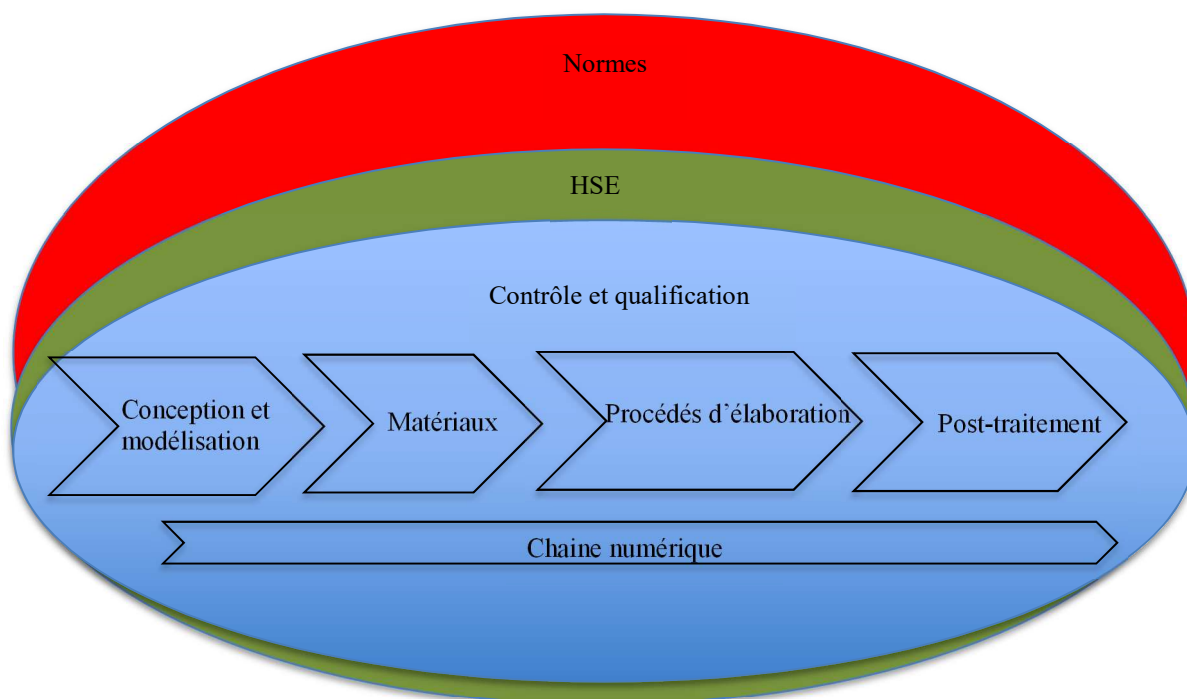 Normes
HSE
Contrôle et qualification
Conception et
modélisation
Matériaux
Procédés d'élaboration
Post-traitement
Chaine numérique